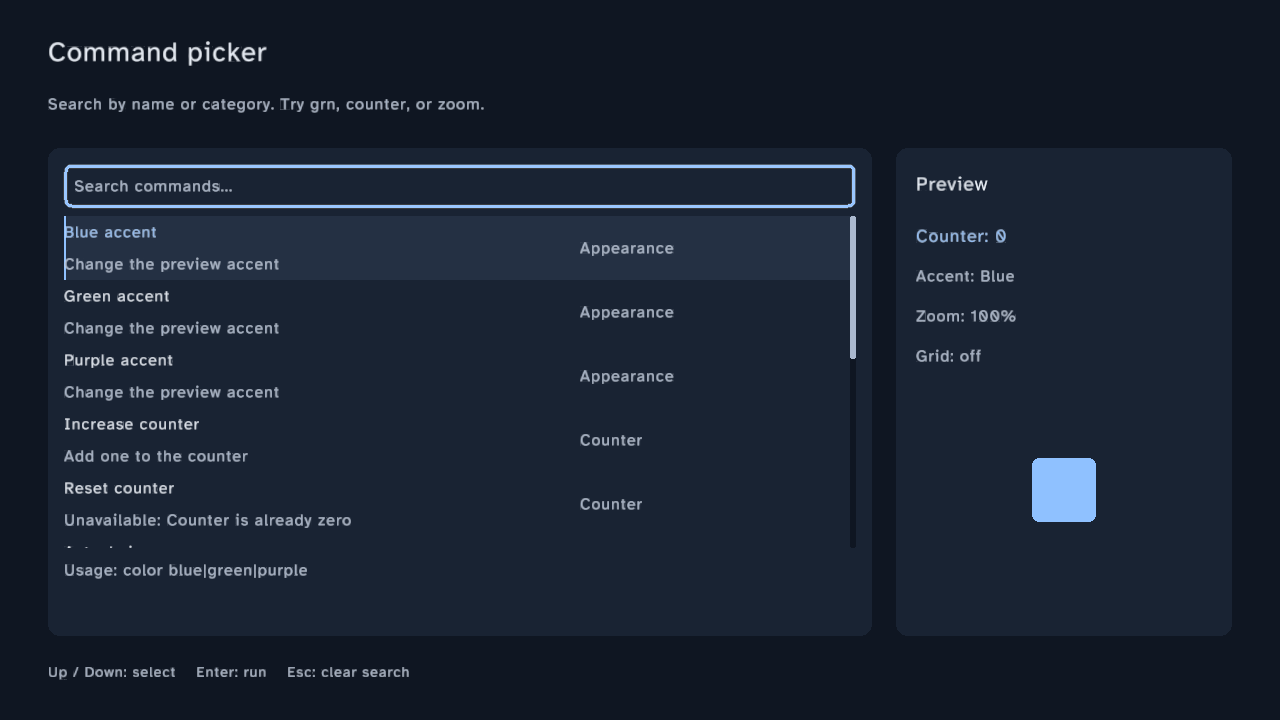 Command picker
Search by name or category. Try grn, counter, or zoom.
Search commands...
Blue accent
Change the preview accent
Appearance
Green accent
Change the preview accent
Appearance
Purple accent
Change the preview accent
Appearance
Increase counter
Add one to the counter
Counter
Reset counter
Unavailable: Counter is already zero
Counter
Usage: color blue|green|purple
Preview
Counter: 0
Accent: Blue
Zoom: 100%
Grid: off
Up / Down: select Enter: run Esc: clear search